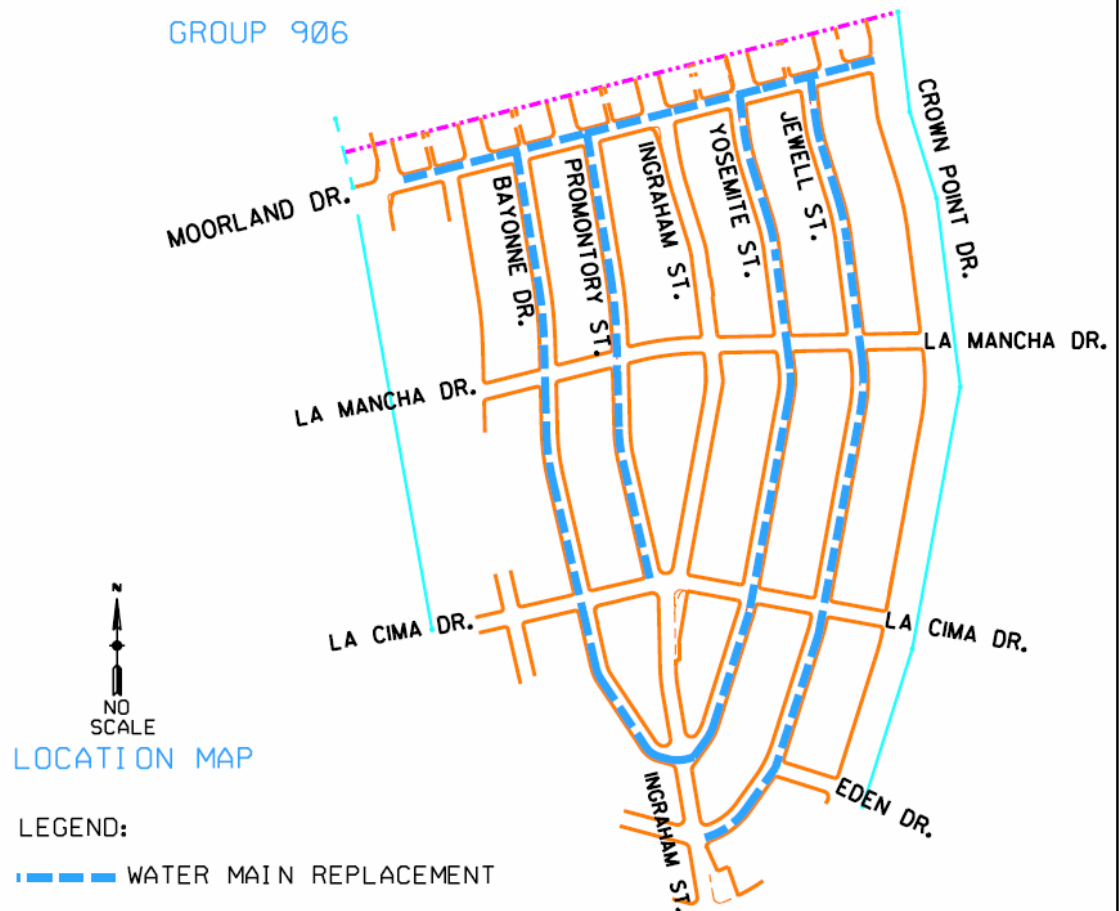 GROUP 906
MOORLAND DR.
BAYONNE DR.
PROMONTORY ST.
INGRAHAM ST.
YOSEMITE ST.
JEWELL ST.
CROWN POINT DR.
LA MANCHA DR.
LA MANCHA DR.
LA CIMA DR.
LA CIMA DR.
N
NO
SCALE
LOCATION MAP
INGRAHAM ST.
EDEN DR.
LEGEND:
WATER MAIN REPLACEMENT